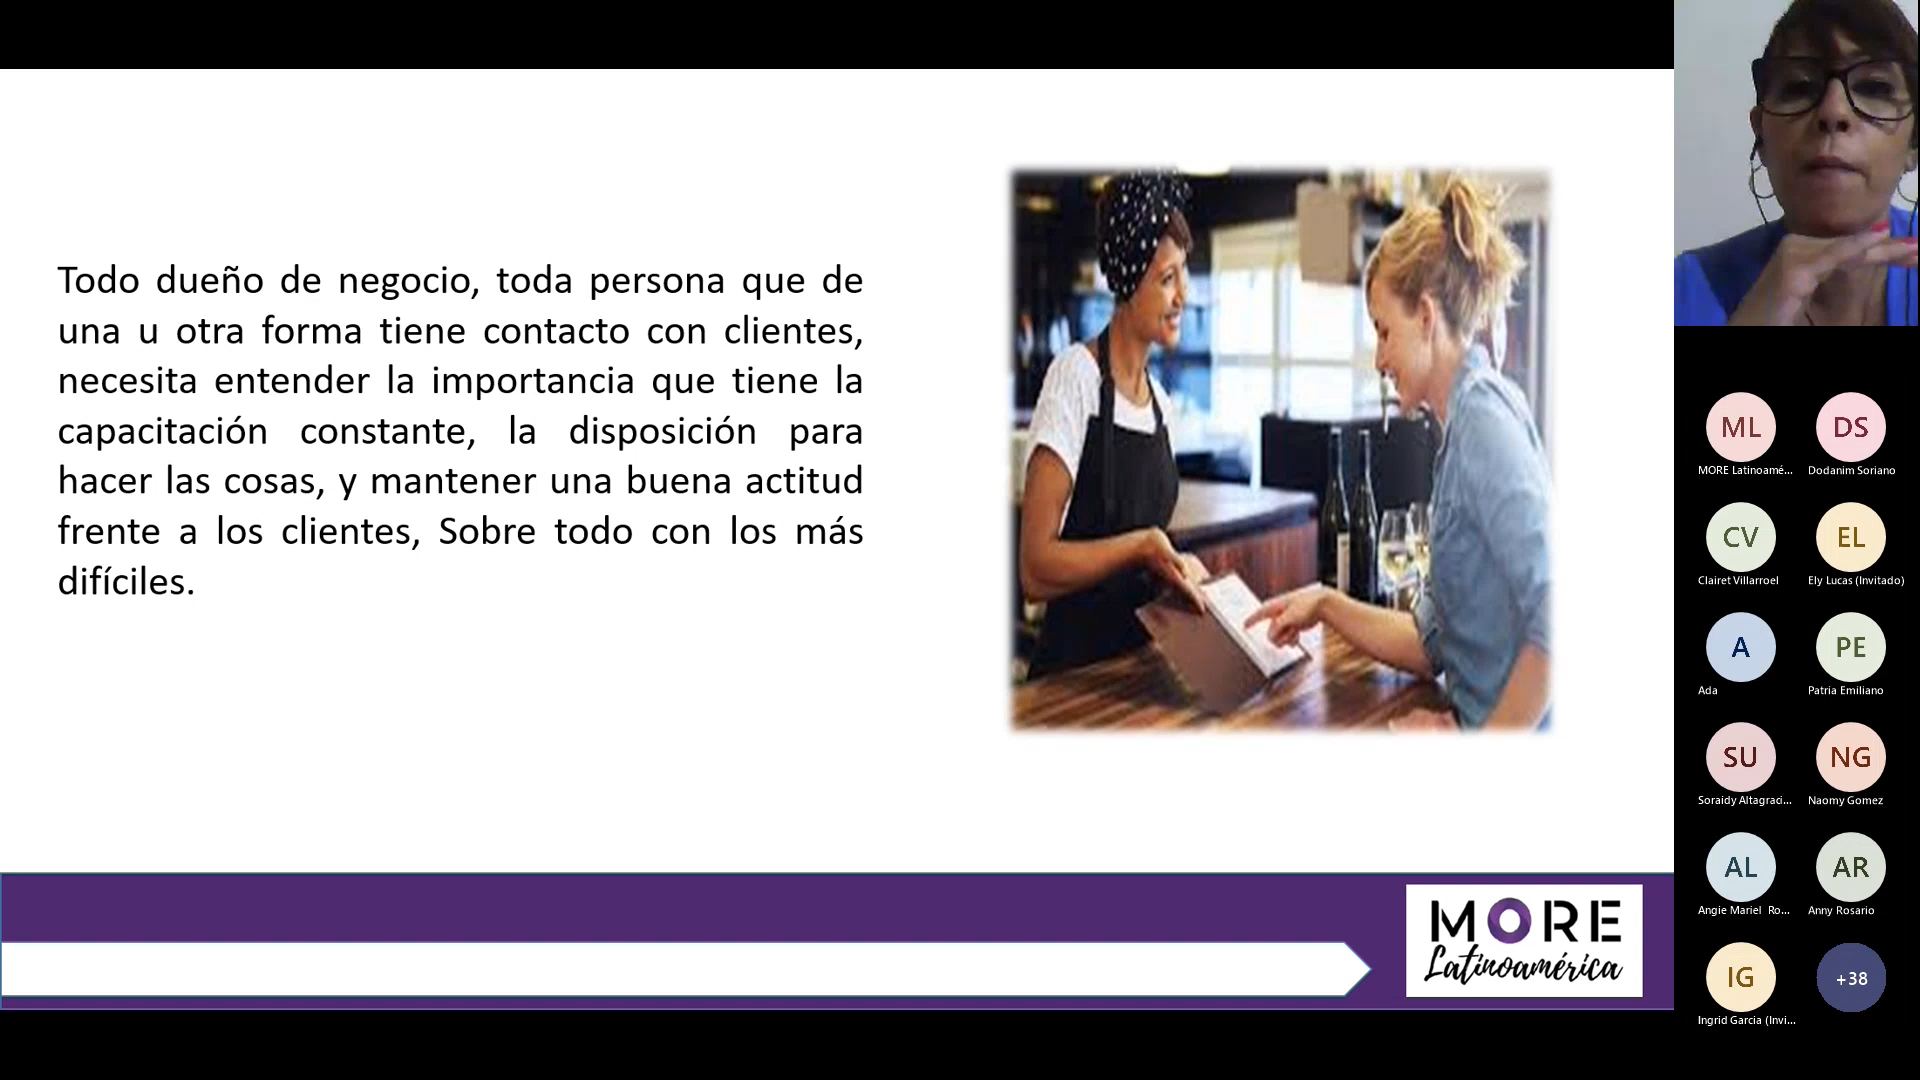 Todo dueño de negocio, toda persona que de
una u otra forma tiene contacto con clientes,
necesita entender la importancia que tiene la
capacitación constante, la disposición para
hacer las cosas, y mantener una buena actitud
frente a los clientes, Sobre todo con los más
difíciles.
MORE
Latinoamérica
ML
DS
MORE Latinoamé...
Dodanim Soriano
CV
EL
Clairet Villarroel
Ely Lucas (Invitado)
A
PE
Ada
Patria Emiliano
SU
NG
Soraidy Altagraci...
Naomy Gomez
AL
AR
Angie Mariel Ro...
Anny Rosario
IG
+38
Ingrid Garcia (Invi...